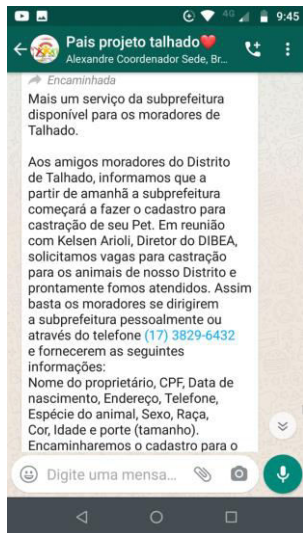 4G 9:45
Pais projeto talhado
Alexandre Coordenador Sede, Br...
Encaminhada
Mais um serviço da subprefeitura
disponível para os moradores de
Talhado.
Aos amigos moradores do Distrito
de Talhado, informamos que a
partir de amanhã a subprefeitura
começará a fazer o cadastro para
castração de seu Pet. Em reunião
com Kelsen Arioli, Diretor do DIBEA,
solicitamos vagas para castração
para os animais de nosso Distrito e
prontamente fomos atendidos. Assim
basta os moradores se dirigirem
a subprefeitura pessoalmente ou
através do telefone (17) 3829-6432
e fornecerem as seguintes
informações:
Nome do proprietário, CPF, Data de
nascimento, Endereço, Telefone,
Espécie do animal, Sexo, Raça,
Cor, Idade e porte (tamanho).
Encaminharemos o cadastro para o
Digite uma mensa...